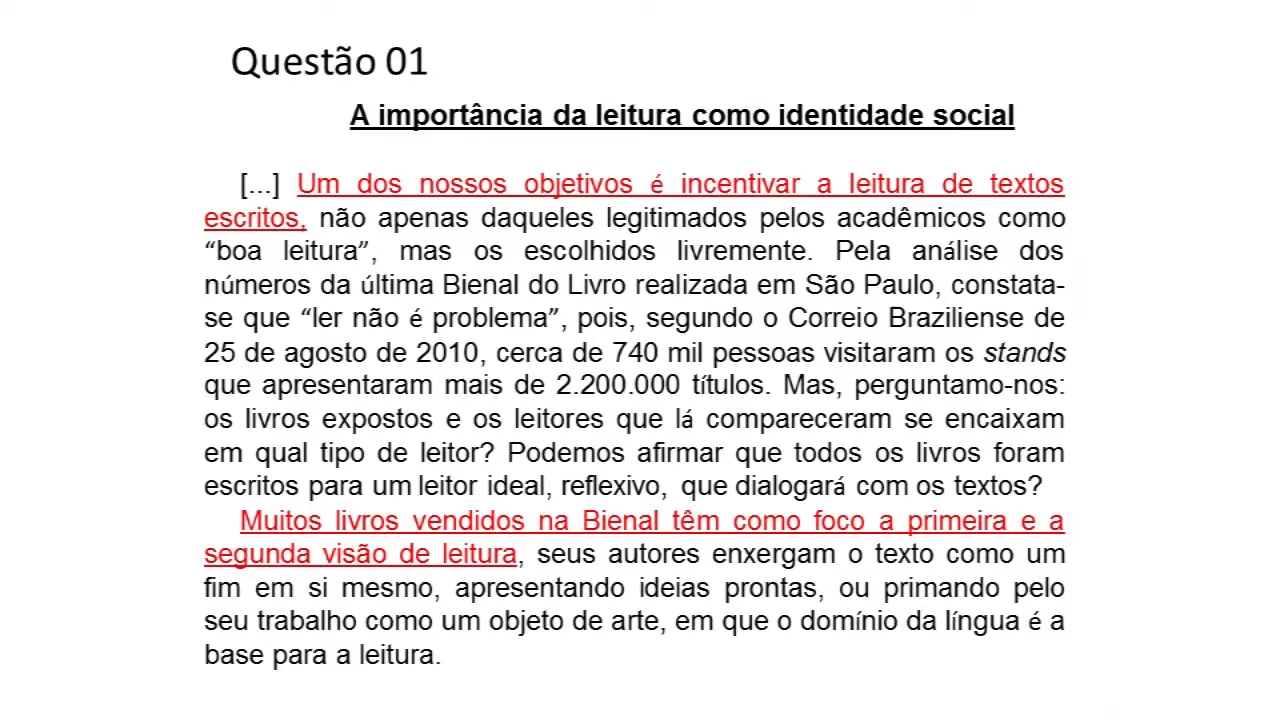 Questão 01
A importância da leitura como identidade social
[...] Um dos nossos objetivos é incentivar a leitura de textos
escritos, não apenas daqueles legitimados pelos acadêmicos como
“boa leitura”, mas os escolhidos livremente. Pela análise dos
números da última Bienal do Livro realizada em São Paulo, constata-
se que “ler não é problema”, pois, segundo o Correio Braziliense de
25 de agosto de 2010, cerca de 740 mil pessoas visitaram os stands
que apresentaram mais de 2.200.000 títulos. Mas, perguntamo-nos:
os livros expostos e os leitores que lá compareceram se encaixam
em qual tipo de leitor? Podemos afirmar que todos os livros foram
escritos para um leitor ideal, reflexivo, que dialogará com os textos?
Muitos livros vendidos na Bienal têm como foco a primeira e a
segunda visão de leitura, seus autores enxergam o texto como um
fim em si mesmo, apresentando ideias prontas, ou primando pelo
seu trabalho como um objeto de arte, em que o domínio da língua é a
base para a leitura.